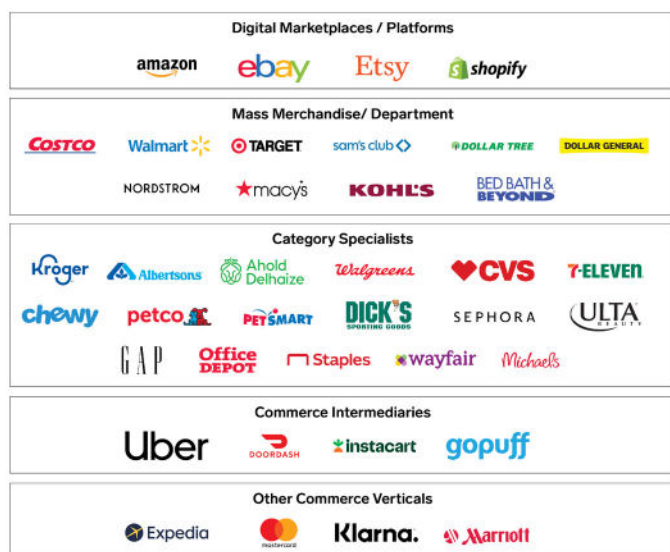 Digital Marketplaces / Platforms
amazon ebay Etsy shopify
Mass Merchandise/ Department
COSTCO Walmart TARGET sam's club DOLLAR TREE DOLLAR GENERAL
NORDSTROM macy's KOHL'S BED BATH &
BEYOND
Category Specialists
Kroger Albertsons Ahold
Delhaize Walgreens CVS 7-ELEVEN
chewy petco PETSMART DICK'S
SPORTING GOODS SEPHORA ULTA
BEAUTY
GAP Office
DEPOT Staples wayfair Michaels
Commerce Intermediaries
Uber DOORDASH instacart gopuff
Other Commerce Verticals
Expedia mastercard Klarna. Marriott